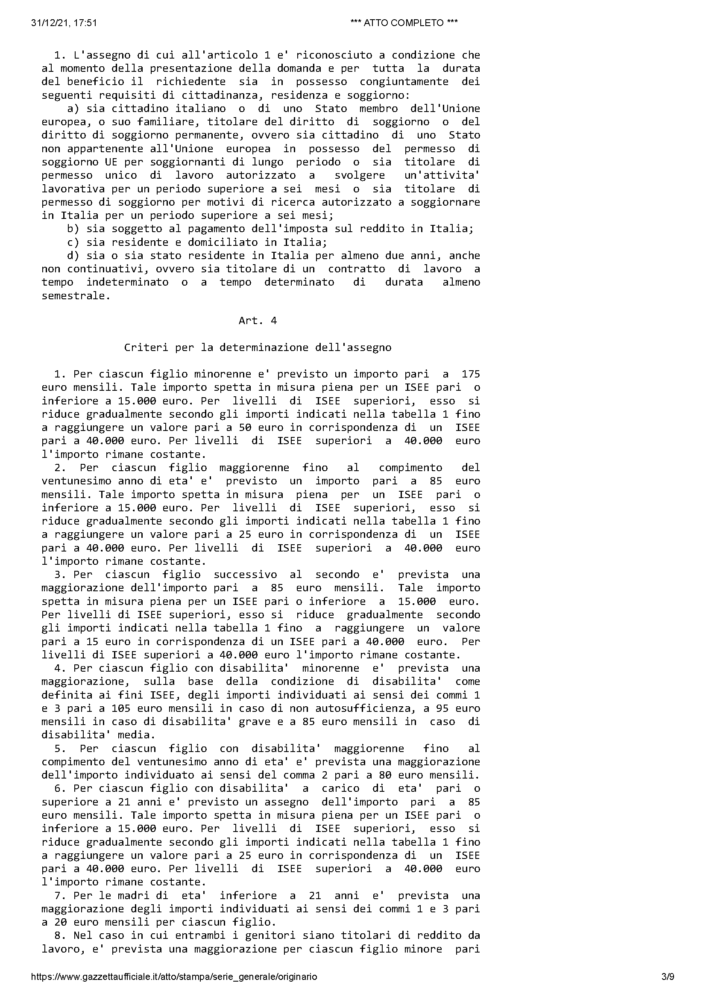 31/12/21, 17:51
*** ATTO COMPLETO ***
1. L'assegno di cui all'articolo 1 e' riconosciuto a condizione che
al momento della presentazione della domanda e per tutta la durata
del beneficio il richiedente sia in possesso congiuntamente dei
seguenti requisiti di cittadinanza, residenza e soggiorno:
a) sia cittadino italiano o di uno Stato membro dell'Unione
europea, o suo familiare, titolare del diritto di soggiorno o del
diritto di soggiorno permanente, ovvero sia cittadino di uno Stato
non appartenente all'Unione europea in possesso del permesso di
soggiorno UE per soggiornanti di lungo periodo o sia titolare di
permesso unico di lavoro autorizzato a svolgere un'attivita'
lavorativa per un periodo superiore a sei mesi o sia titolare di
permesso di soggiorno per motivi di ricerca autorizzato a soggiornare
in Italia per un periodo superiore a sei mesi;
b) sia soggetto al pagamento dell'imposta sul reddito in Italia;
c) sia residente e domiciliato in Italia;
d) sia o sia stato residente in Italia per almeno due anni, anche
non continuativi, ovvero sia titolare di un contratto di lavoro a
tempo indeterminato o a tempo determinato di durata almeno
semestrale.
Art. 4
Criteri per la determinazione dell'assegno
1. Per ciascun figlio minorenne e' previsto un importo pari a 175
euro mensili. Tale importo spetta in misura piena per un ISEE pari o
inferiore a 15.000 euro. Per livelli di ISEE superiori, esso si
riduce gradualmente secondo gli importi indicati nella tabella 1 fino
a raggiungere un valore pari a 50 euro in corrispondenza di un ISEE
pari a 40.000 euro. Per livelli di ISEE superiori a 40.000 euro
l'importo rimane costante.
2. Per ciascun figlio maggiorenne fino al compimento del
ventunesimo anno di eta' e' previsto un importo pari a 85 euro
mensili. Tale importo spetta in misura piena per un ISEE pari o
inferiore a 15.000 euro. Per livelli di ISEE superiori, esso si
riduce gradualmente secondo gli importi indicati nella tabella 1 fino
a raggiungere un valore pari a 25 euro in corrispondenza di un ISEE
pari a 40.000 euro. Per livelli di ISEE superiori a 40.000 euro
l'importo rimane costante.
3. Per ciascun figlio successivo al secondo e' prevista una
maggiorazione dell'importo pari a 85 euro mensili. Tale importo
spetta in misura piena per un ISEE pari o inferiore a 15.000 euro.
Per livelli di ISEE superiori, esso si riduce gradualmente secondo
gli importi indicati nella tabella 1 fino a raggiungere un valore
pari a 15 euro in corrispondenza di un ISEE pari a 40.000 euro. Per
livelli di ISEE superiori a 40.000 euro l'importo rimane costante.
4. Per ciascun figlio con disabilita' minorenne e' prevista una
maggiorazione, sulla base della condizione di disabilita' come
definita ai fini ISEE, degli importi individuati ai sensi dei commi 1
e 3 pari a 105 euro mensili in caso di non autosufficienza, a 95 euro
mensili in caso di disabilita' grave e a 85 euro mensili in caso di
disabilita' media.
5. Per ciascun figlio con disabilita' maggiorenne fino al
compimento del ventunesimo anno di eta' e' prevista una maggiorazione
dell'importo individuato ai sensi del comma 2 pari a 80 euro mensili.
6. Per ciascun figlio con disabilita' a carico di eta' pari o
superiore a 21 anni e' previsto un assegno dell'importo pari a 85
euro mensili. Tale importo spetta in misura piena per un ISEE pari o
inferiore a 15.000 euro. Per livelli di ISEE superiori, esso si
riduce gradualmente secondo gli importi indicati nella tabella 1 fino
a raggiungere un valore pari a 25 euro in corrispondenza di un ISEE
pari a 40.000 euro. Per livelli di ISEE superiori a 40.000 euro
l'importo rimane costante.
7. Per le madri di eta' inferiore a 21 anni e' prevista una
maggiorazione degli importi individuati ai sensi dei commi 1 e 3 pari
a 20 euro mensili per ciascun figlio.
8. Nel caso in cui entrambi i genitori siano titolari di reddito da
lavoro, e' prevista una maggiorazione per ciascun figlio minore pari
https://www.gazzettaufficiale.it/atto/stampa/serie_generale/originario
3/9